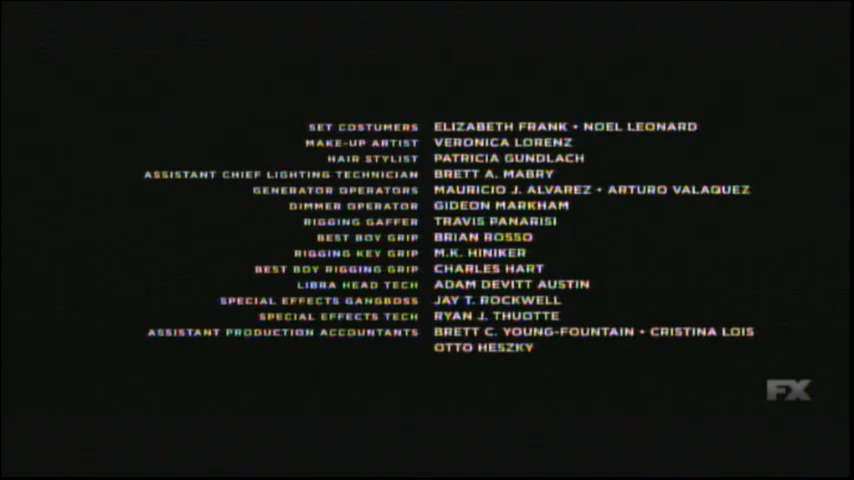 SET COSTUMERS ELIZABETH FRANK • NOEL LEONARD
MAKE-UP ARTIST VERONICA LORENZ
HAIR STYLIST PATRICIA GUNDLACH
ASSISTANT CHIEF LIGHTING TECHNICIAN BRETT A. MABRY
GENERATOR OPERATORS MAURICIO J. ALVAREZ • ARTURO VALAQUEZ
DIMMER OPERATOR GIDEON MARKHAM
RIGGING GAFFER TRAVIS PANARISI
BEST BOY GRIP BRIAN ROSSO
RIGGING KEY GRIP M.K. HINIKER
BEST BOY RIGGING GRIP CHARLES HART
LIBRA HEAD TECH ADAM DEVITT AUSTIN
SPECIAL EFFECTS GANGBOSS JAY T. ROCKWELL
SPECIAL EFFECTS TECH RYAN J. THUOTTE
ASSISTANT PRODUCTION ACCOUNTANTS BRETT C. YOUNG-FOUNTAIN • CRISTINA LOIS
OTTO HESZKY
FX